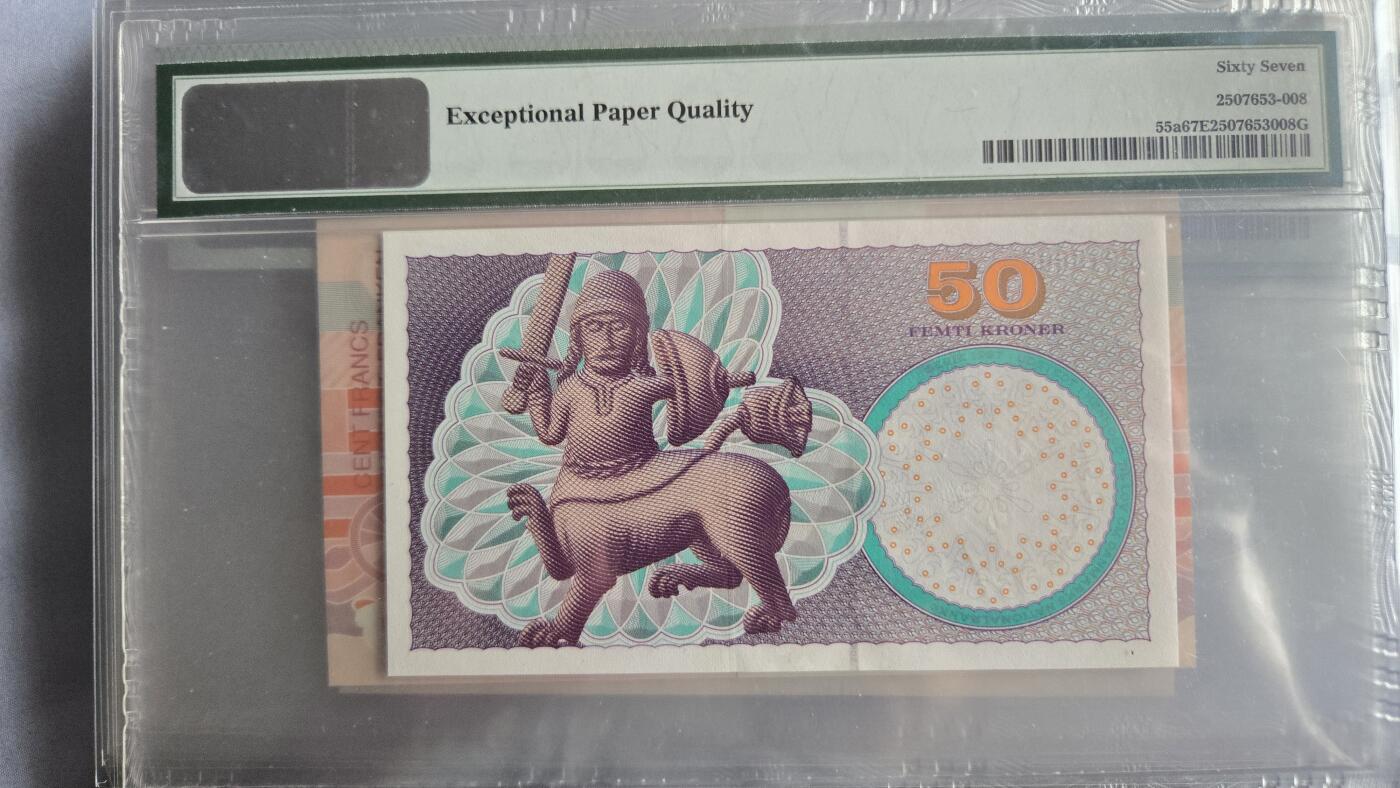 Exceptional Paper Quality
Sixty Seven
2507653-008
55a67E2507653008G
50
FEMTI KRONER
CENT FRANCS